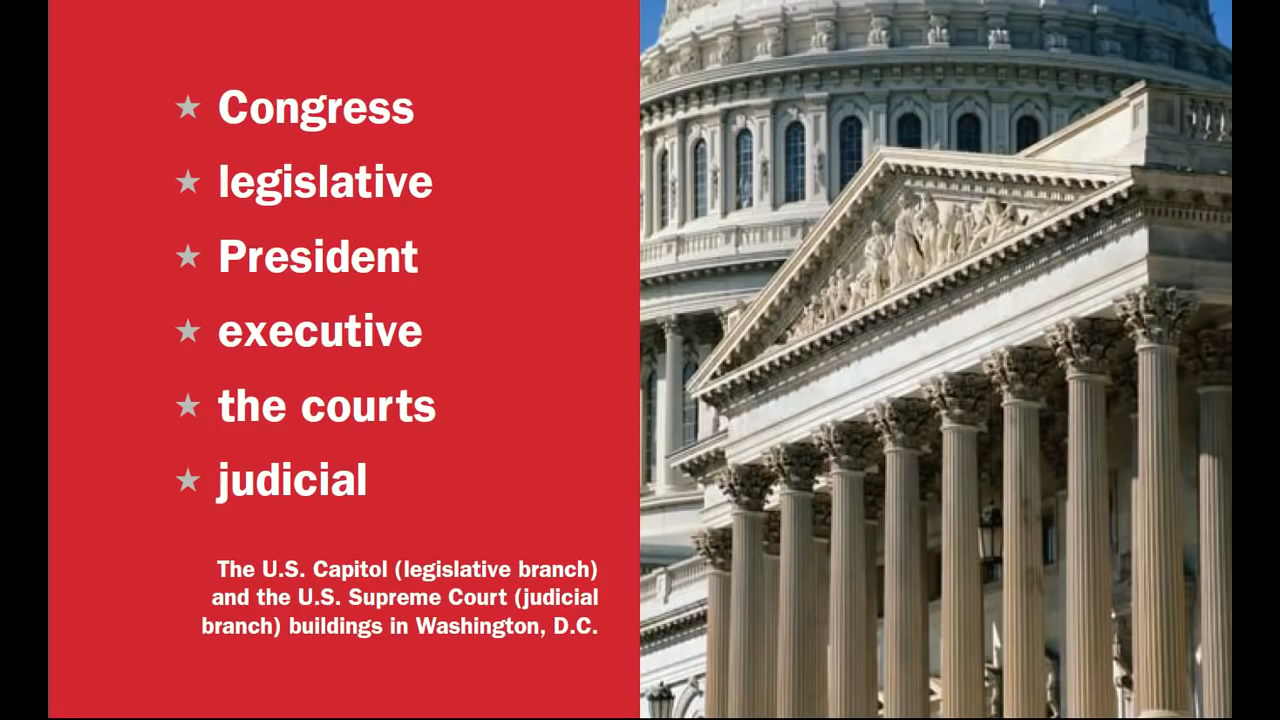 Congress
legislative
President
executive
the courts
judicial
The U.S. Capitol (legislative branch)
and the U.S. Supreme Court (judicial
branch) buildings in Washington, D.C.